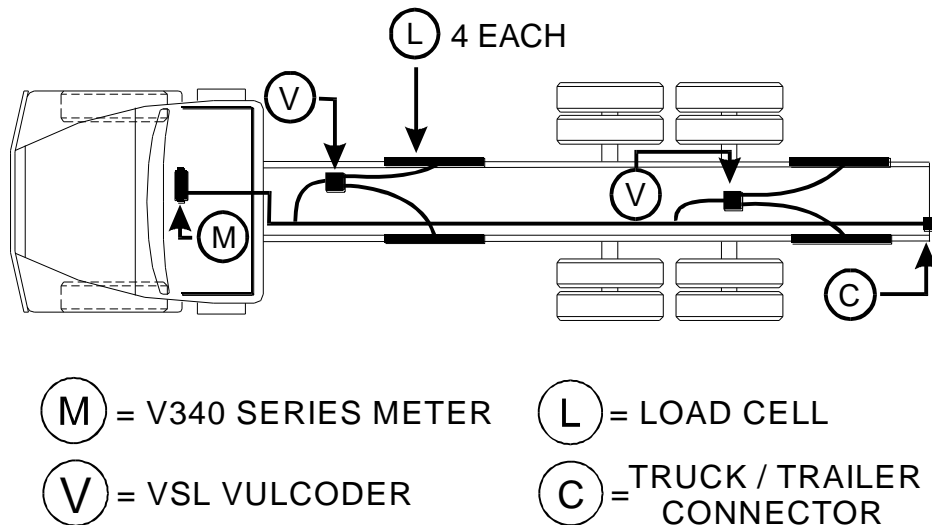 L 4 EACH
V
V
M
C
M = V340 SERIES METER
L = LOAD CELL
V = VSL VULCODER
C = TRUCK / TRAILER
CONNECTOR